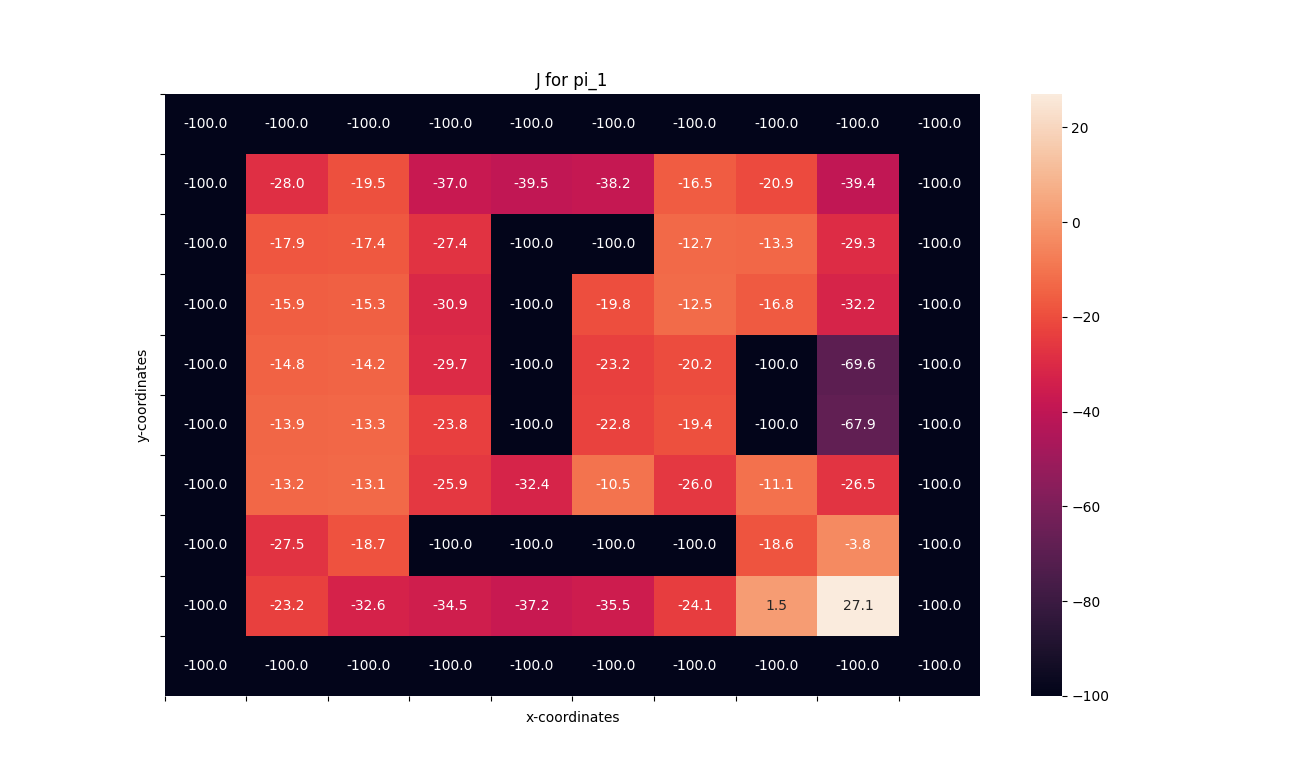 J for pi_1
-100.0 -100.0 -100.0 -100.0 -100.0 -100.0 -100.0 -100.0 -100.0 -100.0
20
-100.0 -28.0 -19.5 -37.0 -39.5 -38.2 -16.5 -20.9 -39.4 -100.0
-100.0 -17.9 -17.4 -27.4 -100.0 -100.0 -12.7 -13.3 -29.3 -100.0
0
-100.0 -15.9 -15.3 -30.9 -100.0 -19.8 -12.5 -16.8 -32.2 -100.0
-20
-100.0 -14.8 -14.2 -29.7 -100.0 -23.2 -20.2 -100.0 -69.6 -100.0
y-coordinates
-40
-100.0 -13.9 -13.3 -23.8 -100.0 -22.8 -19.4 -100.0 -67.9 -100.0
-100.0 -13.2 -13.1 -25.9 -32.4 -10.5 -26.0 -11.1 -26.5 -100.0
-60
-100.0 -27.5 -18.7 -100.0 -100.0 -100.0 -100.0 -18.6 -3.8 -100.0
-80
-100.0 -23.2 -32.6 -34.5 -37.2 -35.5 -24.1 1.5 27.1 -100.0
-100.0 -100.0 -100.0 -100.0 -100.0 -100.0 -100.0 -100.0 -100.0 -100.0
-100
x-coordinates